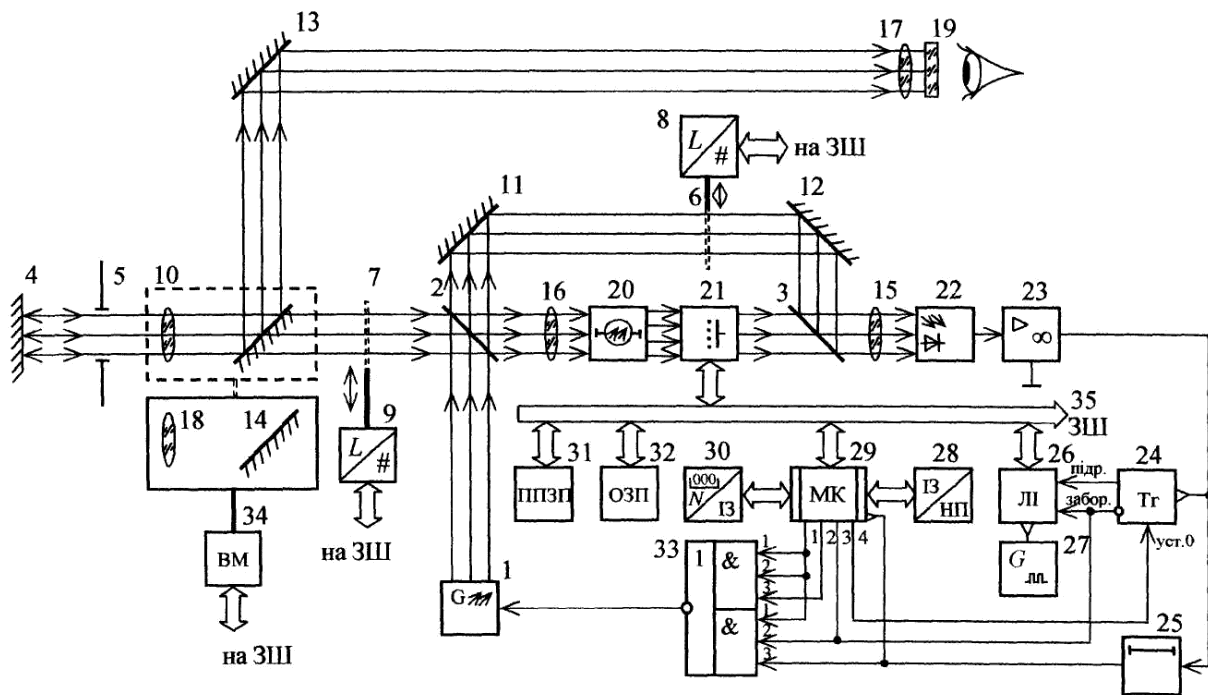 13
17 19
8
L
#
на ЗШ
11
6
12
4
5
10
7
2
16
20
21
3
15
22
23
∞
18
14
9
L
#
35
ЗШ
31
32
30
29
28
26
24
ППЗП
ОЗП
000
N
ІЗ
МК
ІЗ
НП
ЛІ
підр.
забор.
Тг
34
на ЗШ
1 2 3 4
27
уст.0
ВМ
33
1
&
1
2
3
G
1
G
&
1
2
3
25
на ЗШ